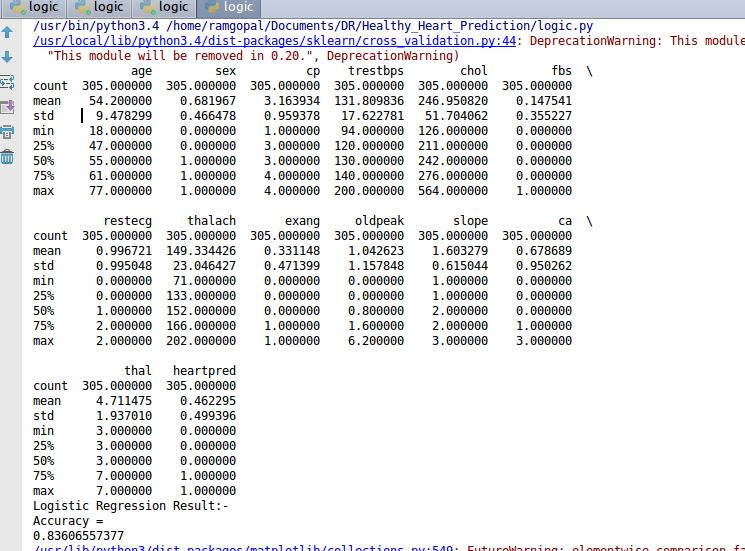 logic logic logic logic
/usr/bin/python3.4 /home/ramgopal/Documents/DR/Healthy_Heart_Prediction/logic.py
/usr/local/lib/python3.4/dist-packages/sklearn/cross_validation.py:44: DeprecationWarning: This module
"This module will be removed in 0.20.", DeprecationWarning)
age sex cp trestbps chol fbs \
count 305.000000 305.000000 305.000000 305.000000 305.000000 305.000000
mean 54.200000 0.681967 3.163934 131.809836 246.950820 0.147541
std 9.478299 0.466478 0.959378 17.622781 51.704062 0.355227
min 18.000000 0.000000 1.000000 94.000000 126.000000 0.000000
25% 47.000000 0.000000 3.000000 120.000000 211.000000 0.000000
50% 55.000000 1.000000 3.000000 130.000000 242.000000 0.000000
75% 61.000000 1.000000 4.000000 140.000000 276.000000 0.000000
max 77.000000 1.000000 4.000000 200.000000 564.000000 1.000000
restecg thalach exang oldpeak slope ca \
count 305.000000 305.000000 305.000000 305.000000 305.000000 305.000000
mean 0.996721 149.334426 0.331148 1.042623 1.603279 0.678689
std 0.995048 23.046427 0.471399 1.157848 0.615044 0.950262
min 0.000000 71.000000 0.000000 0.000000 1.000000 0.000000
25% 0.000000 133.000000 0.000000 0.000000 1.000000 0.000000
50% 1.000000 152.000000 0.000000 0.800000 2.000000 0.000000
75% 2.000000 166.000000 1.000000 1.600000 2.000000 1.000000
max 2.000000 202.000000 1.000000 6.200000 3.000000 3.000000
thal heartpred
count 305.000000 305.000000
mean 4.711475 0.462295
std 1.937010 0.499396
min 3.000000 0.000000
25% 3.000000 0.000000
50% 3.000000 0.000000
75% 7.000000 1.000000
max 7.000000 1.000000
Logistic Regression Result:-
Accuracy =
0.83606557377
/usr/lib/python3/dist-packages/matplotlib/collections.py:549: FutureWarning: elementwise comparison